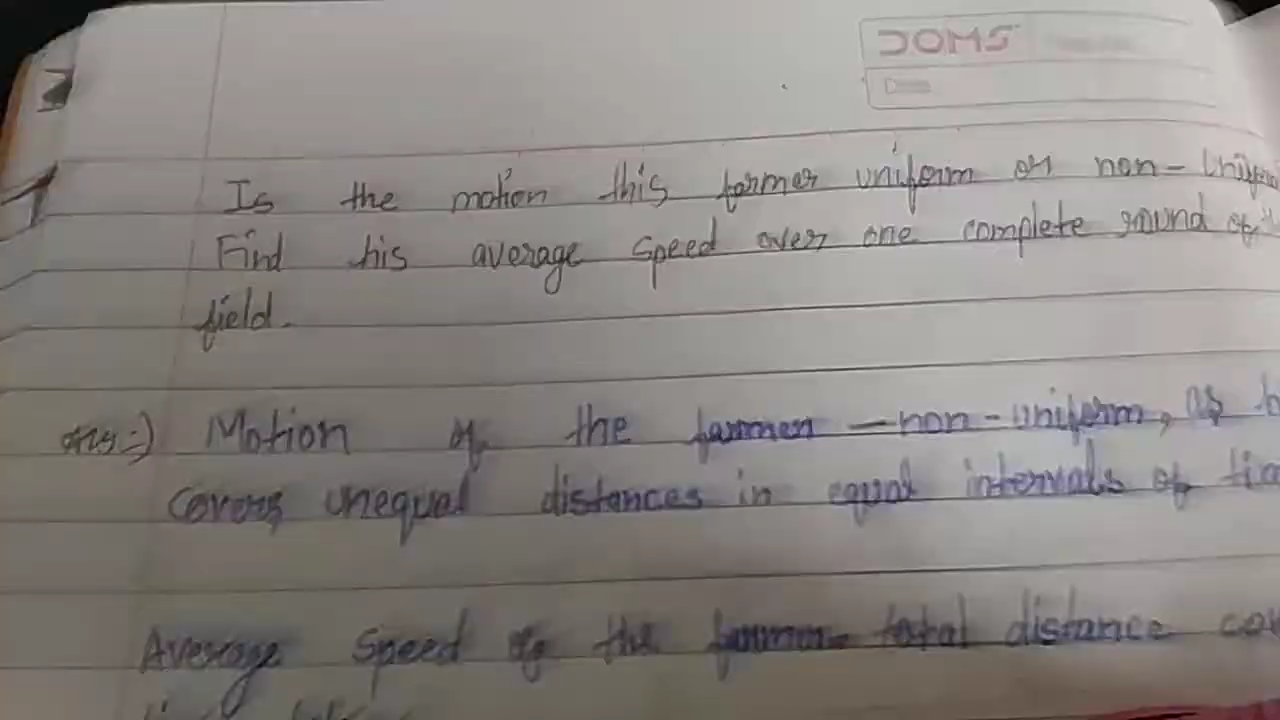 DOMS
Date
Is the motion this farmer uniform or non-Unifor
Find his average speed over one complete round of
field.
Ans:-) Motion of the farmer - non-uniform, as
covers unequal distances in equal intervals of
Average speed of the farmer total distance